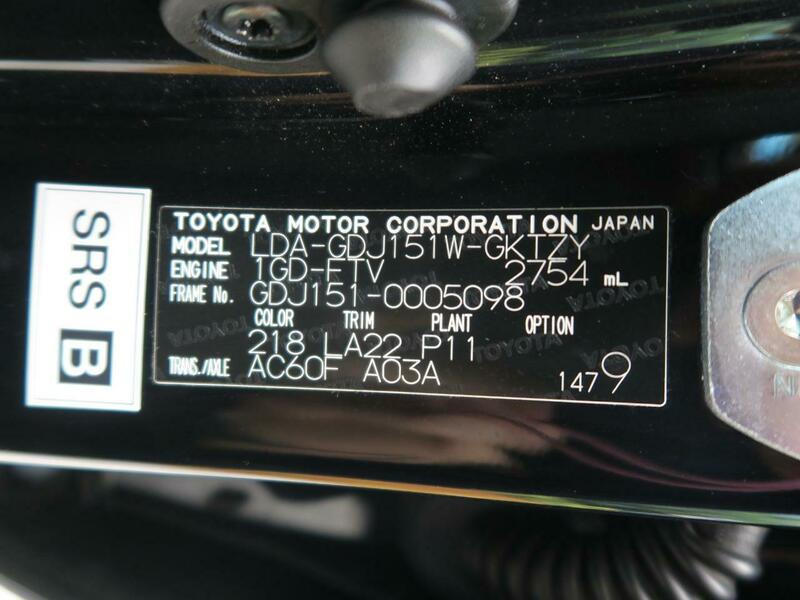 SRS B
TOYOTA MOTOR CORPORATION JAPAN
MODEL LDA-GDJ151W-GKTZY
ENGINE 1GD-FTV 2754 mL
FRAME No. GDJ151-0005098
COLOR TRIM PLANT OPTION
218 LA22 P11
TRANS./AXLE AC60F A03A
1479